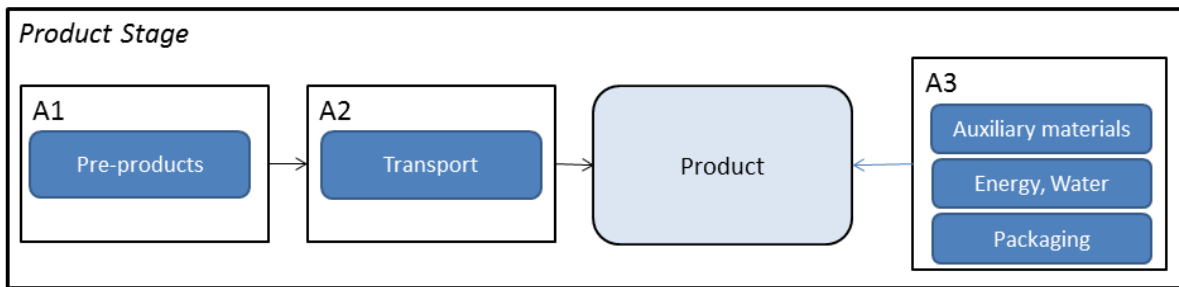 Product Stage
A1
Pre-products
A2
Transport
Product
A3
Auxiliary materials
Energy, Water
Packaging